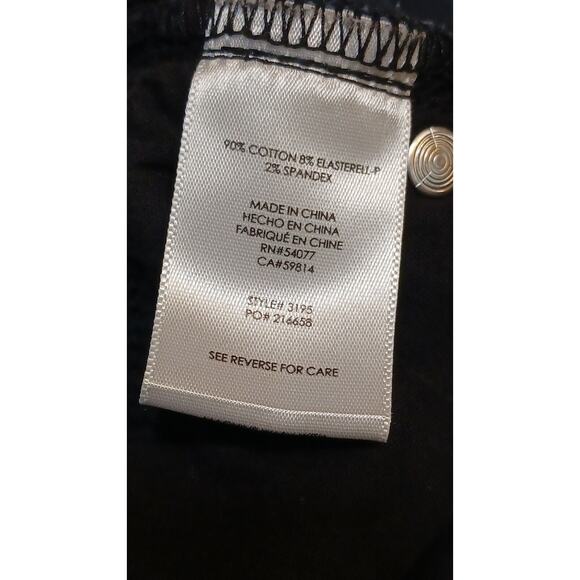 90% COTTON 8% ELASTERELL-P
2% SPANDEX
MADE IN CHINA
HECHO EN CHINA
FABRIQUÉ EN CHINE
RN#54077
CA#59814
STYLE# 3195
PO# 216658
SEE REVERSE FOR CARE